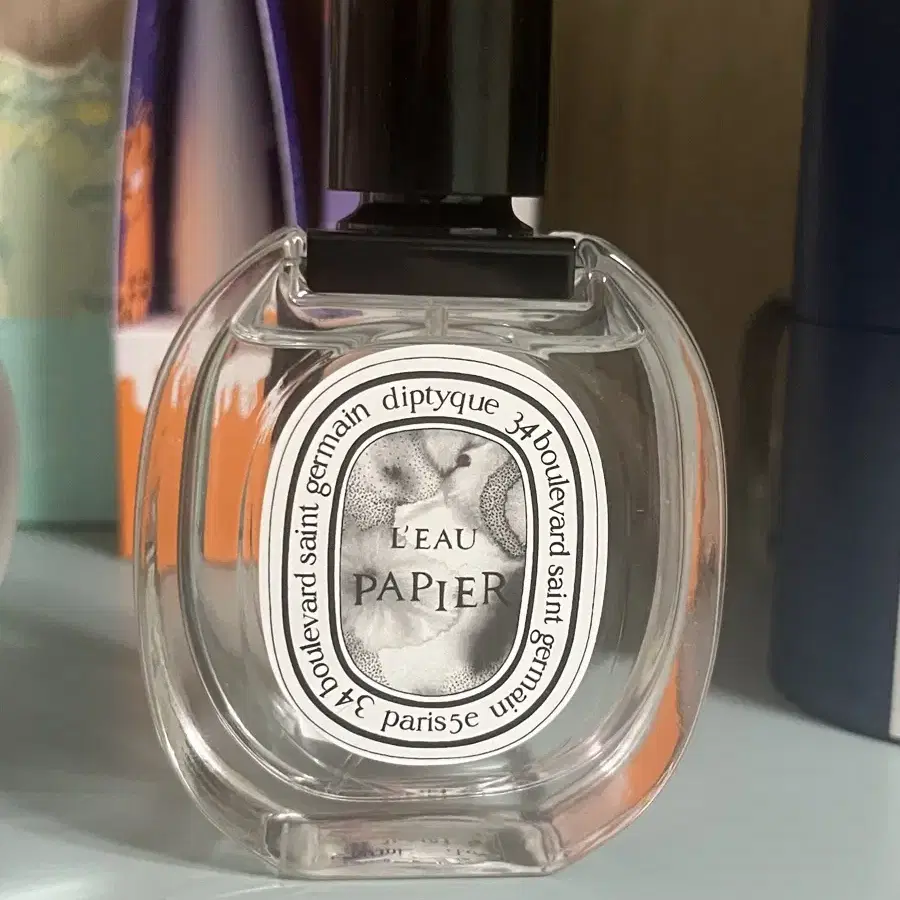 diptyque 34 boulevard saint germain paris5e 34 boulevard saint germain
L'EAU
PAPIER